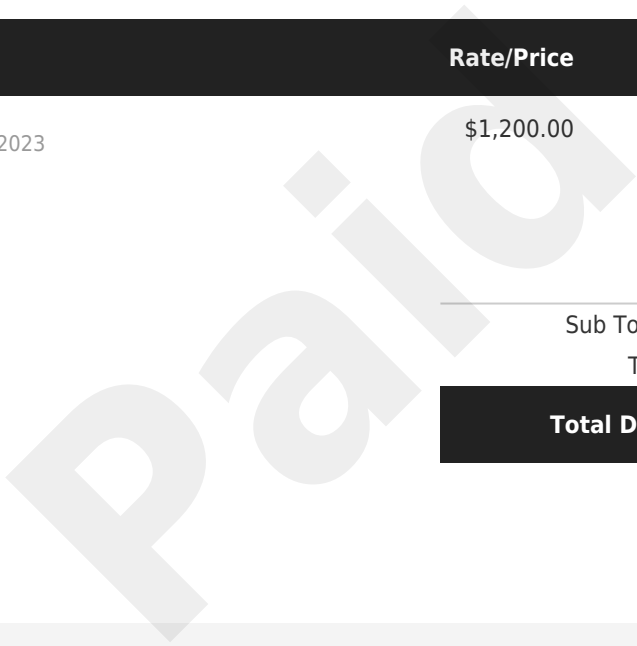 Rate/Price
$1,200.00
2023
Sub To
T
Total D
Paid